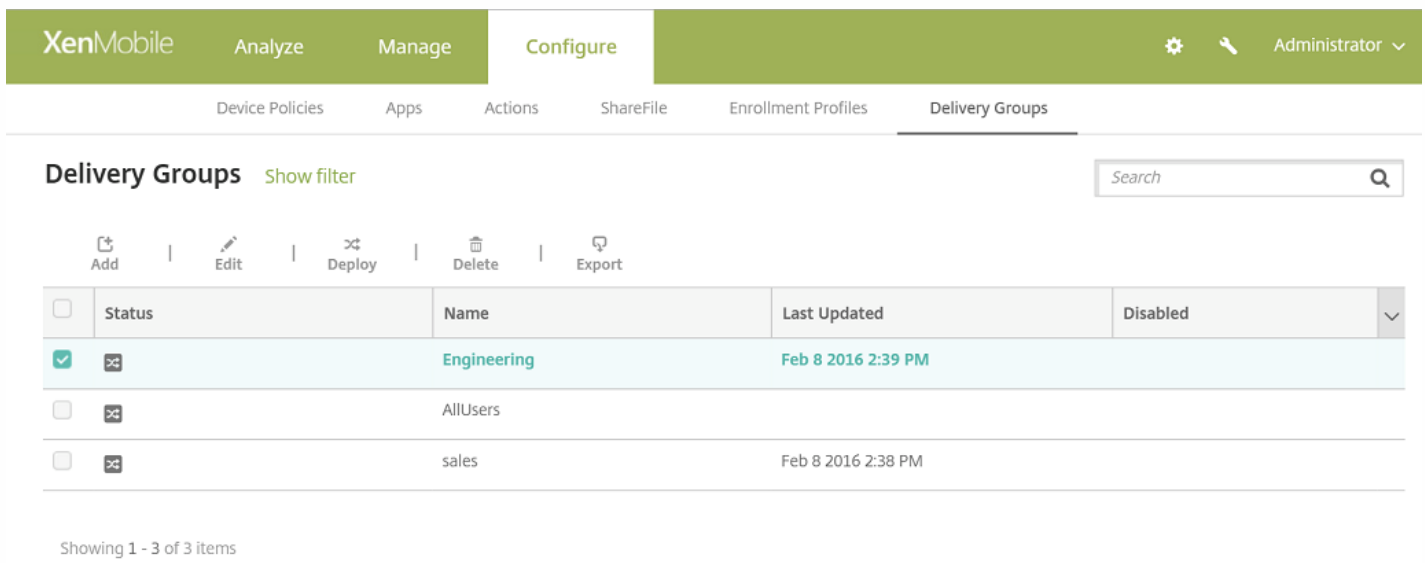 XenMobile Analyze Manage Configure Administrator
Device Policies Apps Actions ShareFile Enrollment Profiles Delivery Groups
Delivery Groups Show filter Search
Add | Edit | Deploy | Delete | Export
Status Name Last Updated Disabled
Engineering Feb 8 2016 2:39 PM
AllUsers
sales Feb 8 2016 2:38 PM
Showing 1 - 3 of 3 items